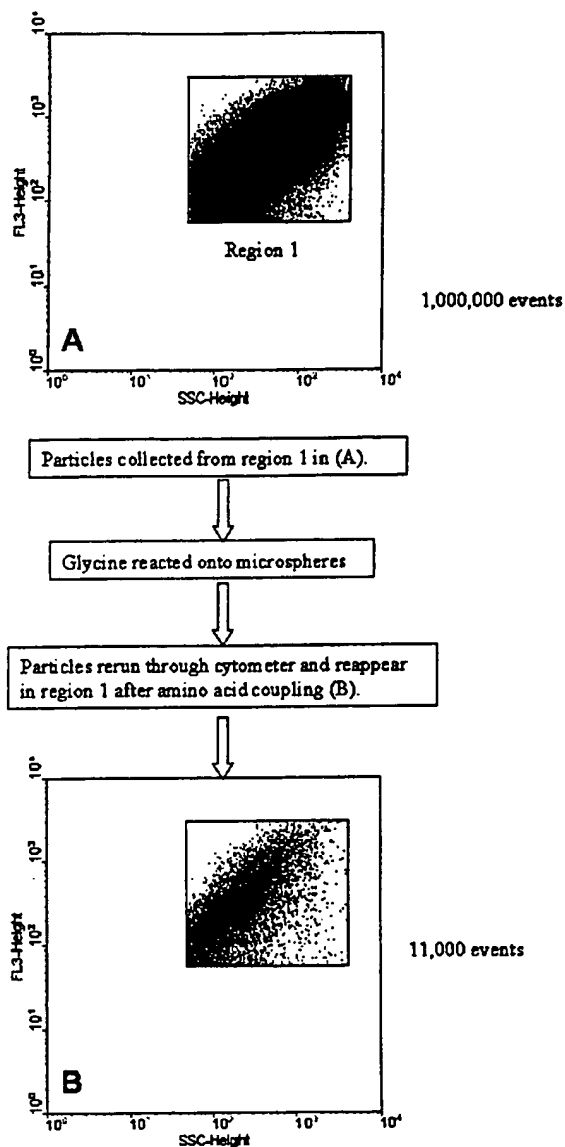 10⁴
10³
10²
10¹
10⁰
FL3-Height
Region 1
A
10⁰ 10¹ 10² 10³ 10⁴
SSC-Height
1,000,000 events
Particles collected from region 1 in (A).
Glycine reacted onto microspheres
Particles rerun through cytometer and reappear
in region 1 after amino acid coupling (B).
10⁴
10³
10²
10¹
10⁰
FL3-Height
B
10⁰ 10¹ 10² 10³ 10⁴
SSC-Height
11,000 events